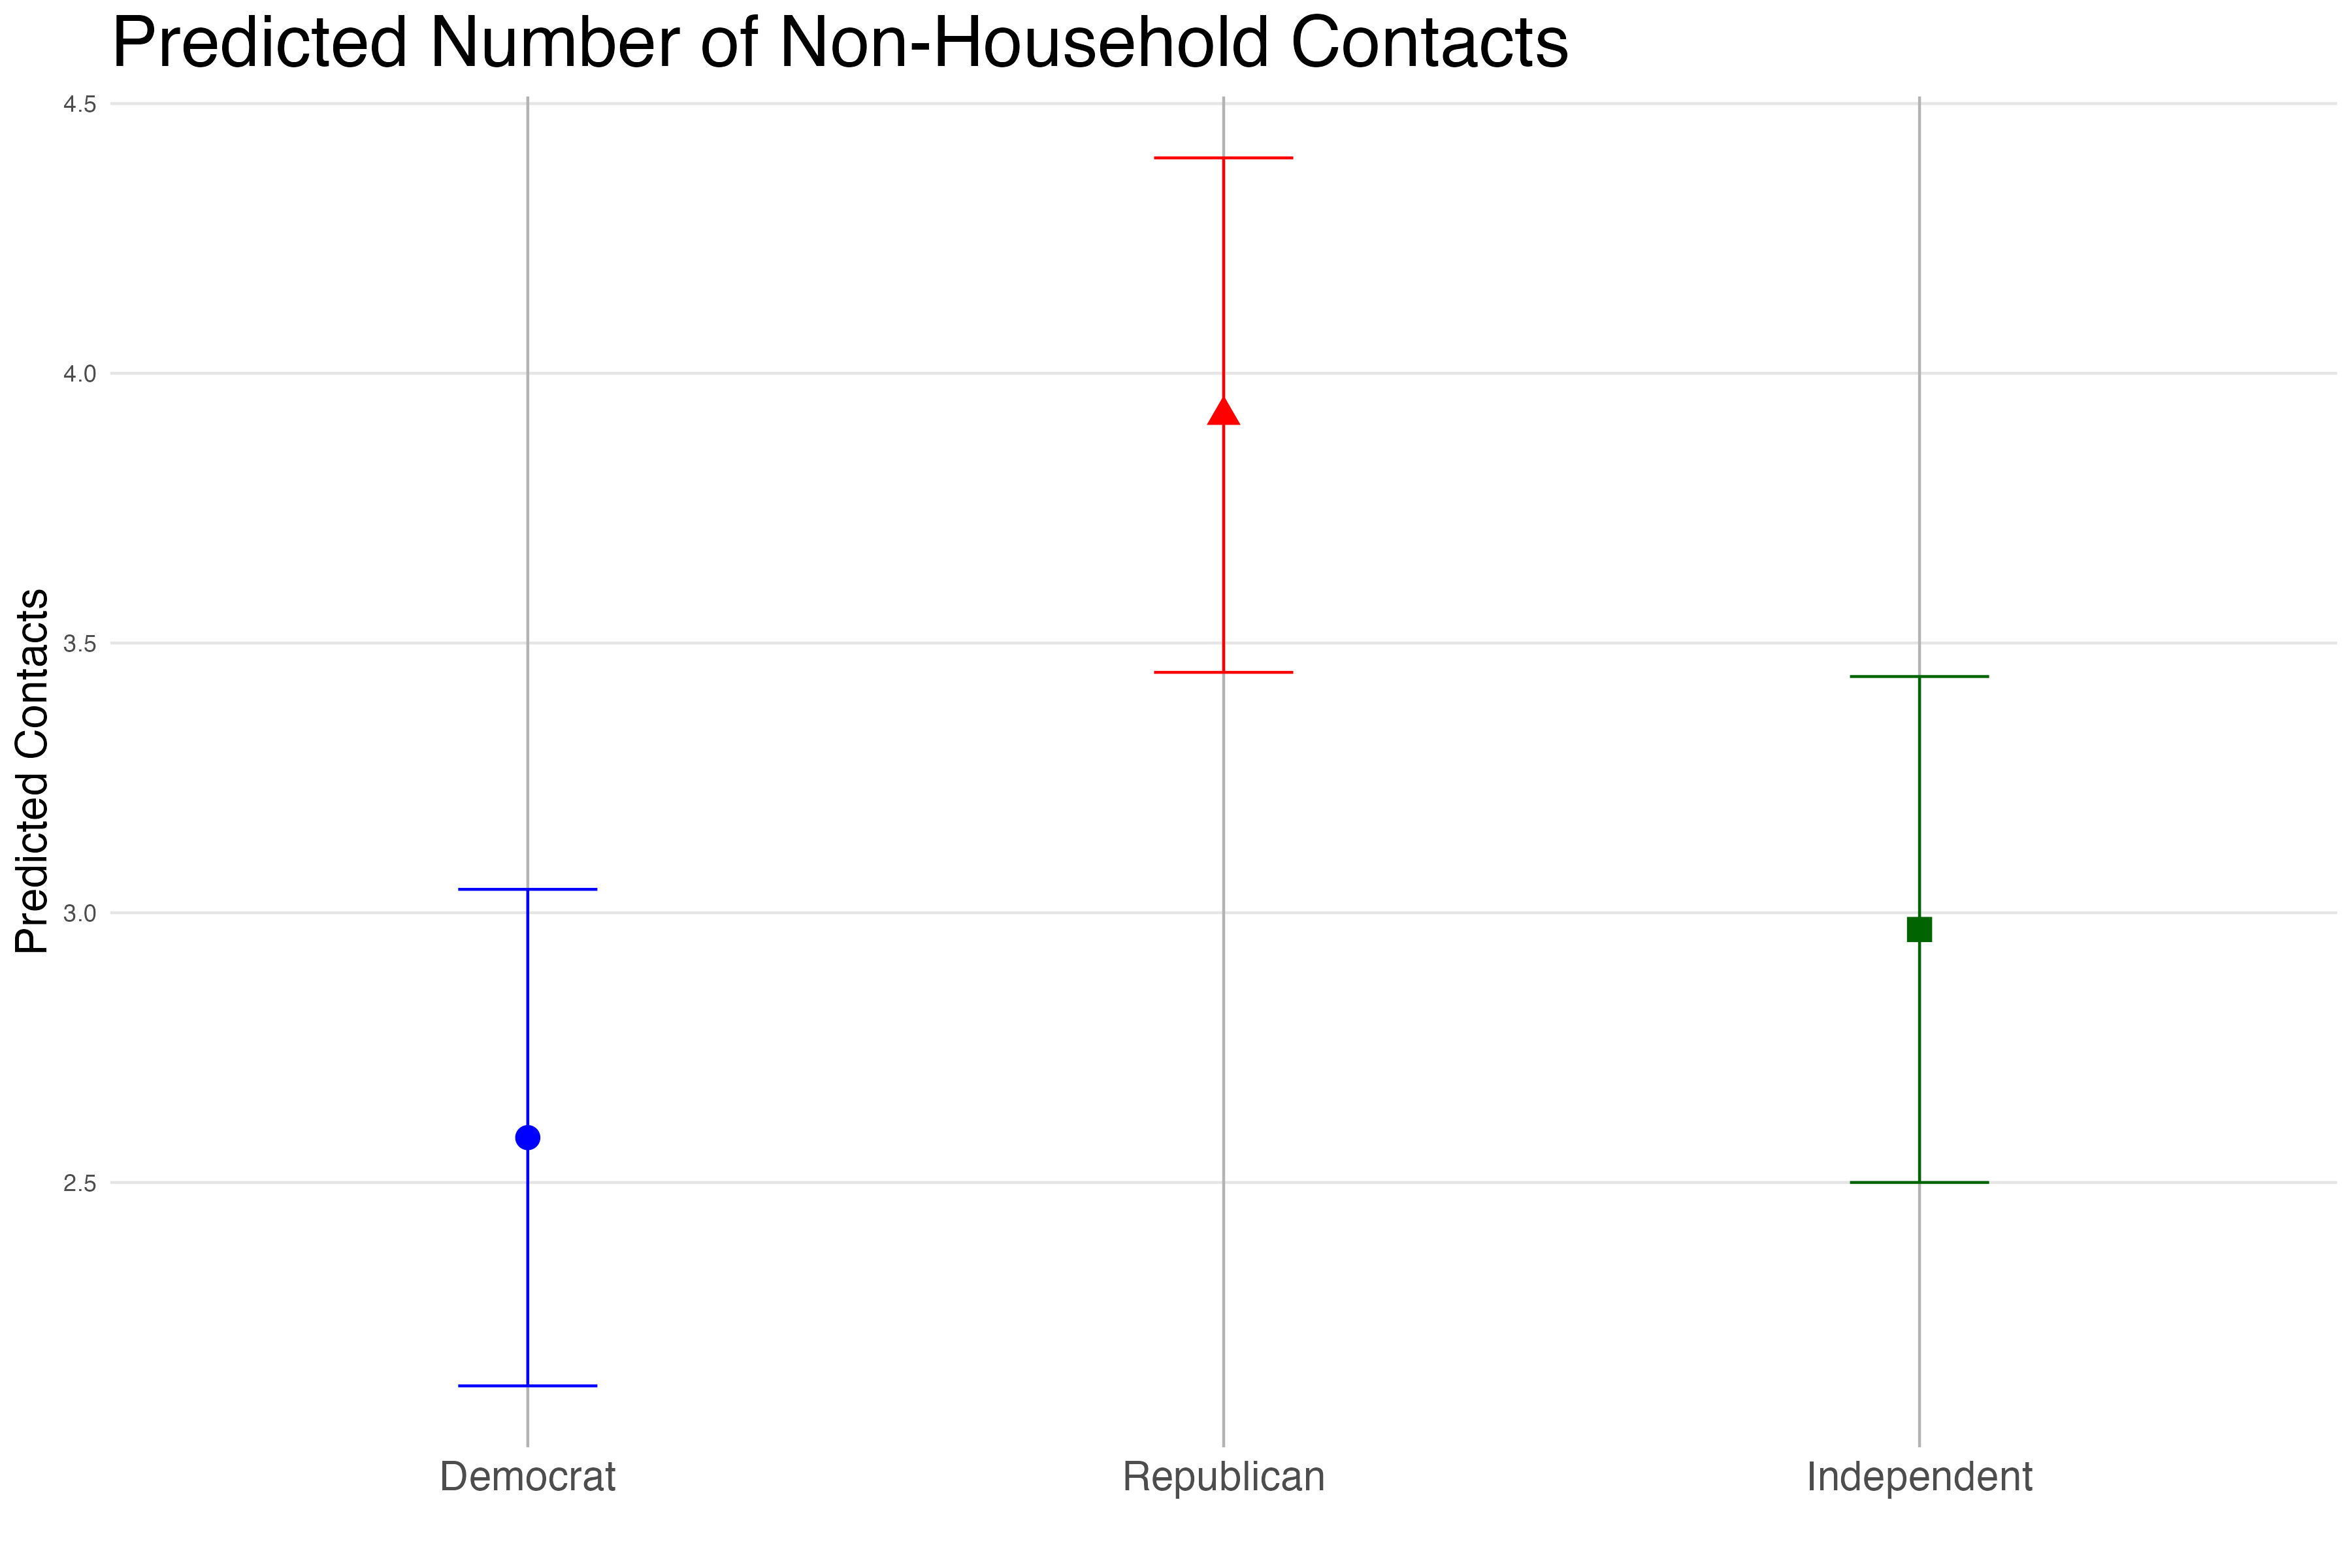 Predicted Number of Non-Household Contacts
Predicted Contacts
4.5
4.0
3.5
3.0
2.5
Democrat Republican Independent